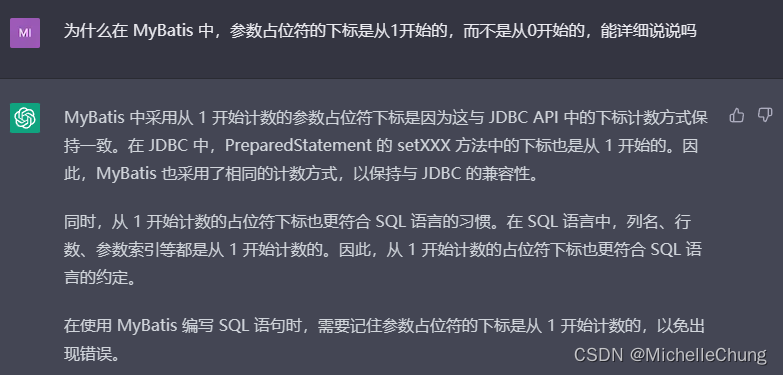 MI
为什么在 MyBatis 中，参数占位符的下标是从1开始的，而不是从0开始的，能详细说说吗
MyBatis 中采用从 1 开始计数的参数占位符下标是因为这与 JDBC API 中的下标计数方式保
持一致。在 JDBC 中，PreparedStatement 的 setXXX 方法中的下标也是从 1 开始的。因
此，MyBatis 也采用了相同的计数方式，以保持与 JDBC 的兼容性。
同时，从 1 开始计数的占位符下标也更符合 SQL 语言的习惯。在 SQL 语言中，列名、行
数、参数索引等都是从 1 开始计数的。因此，从 1 开始计数的占位符下标也更符合 SQL 语
言的约定。
在使用 MyBatis 编写 SQL 语句时，需要记住参数占位符的下标是从 1 开始计数的，以免出
现错误。
CSDN @MichelleChung